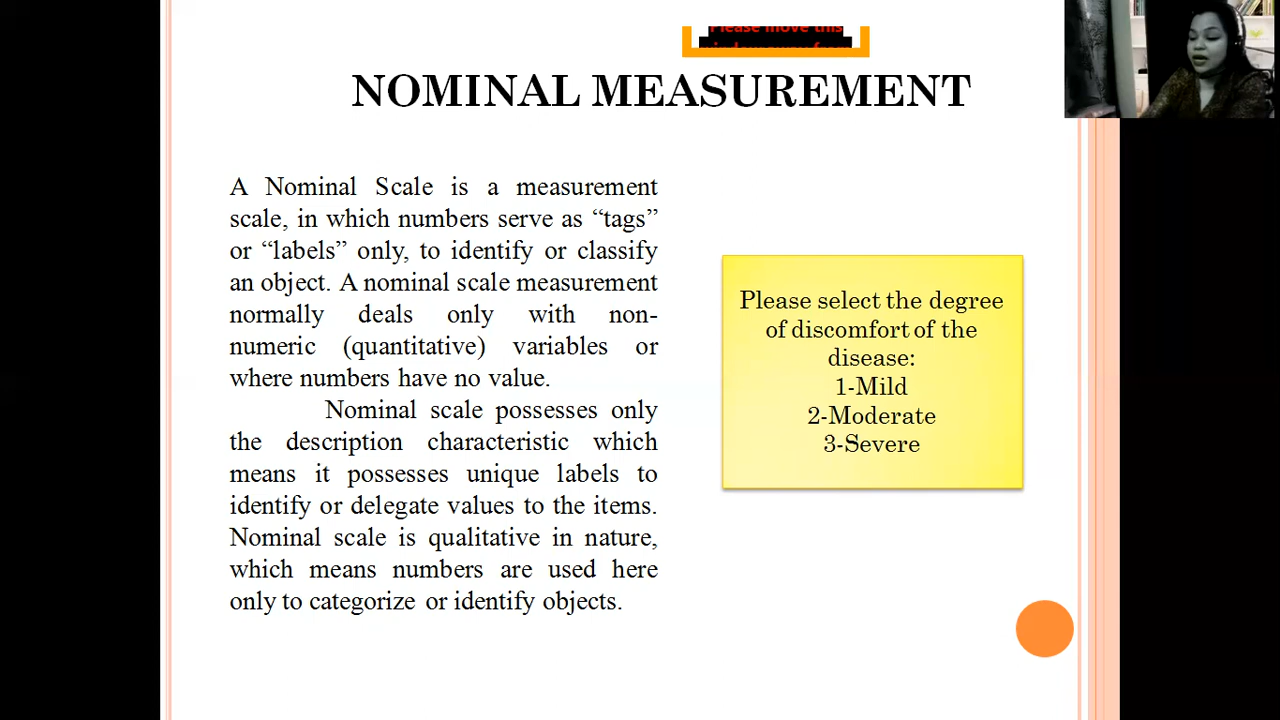 Please move this
NOMINAL MEASUREMENT
A Nominal Scale is a measurement
scale, in which numbers serve as “tags”
or “labels” only, to identify or classify
an object. A nominal scale measurement
normally deals only with non-
numeric (quantitative) variables or
where numbers have no value.
Nominal scale possesses only
the description characteristic which
means it possesses unique labels to
identify or delegate values to the items.
Nominal scale is qualitative in nature,
which means numbers are used here
only to categorize or identify objects.
Please select the degree
of discomfort of the
disease:
1-Mild
2-Moderate
3-Severe